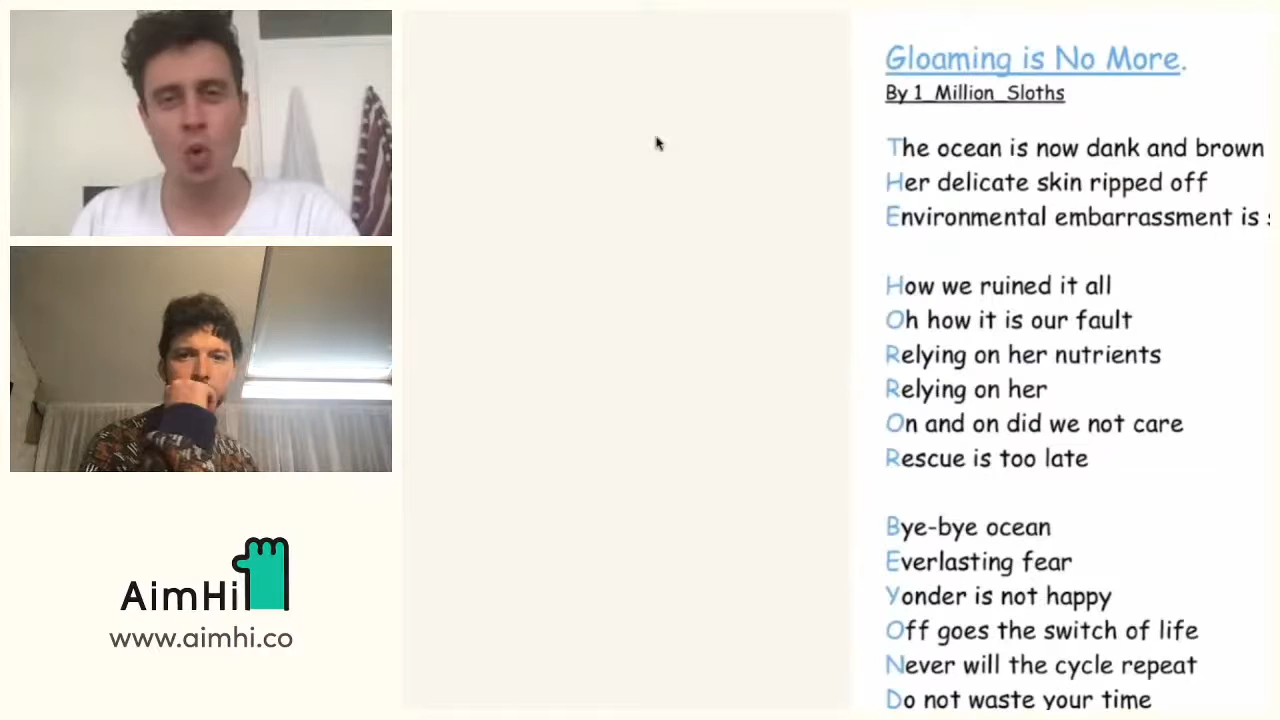 Gloaming is No More.
By 1_Million_Sloths
The ocean is now dank and brown
Her delicate skin ripped off
Environmental embarrassment is
How we ruined it all
Oh how it is our fault
Relying on her nutrients
Relying on her
On and on did we not care
Rescue is too late
Bye-bye ocean
Everlasting fear
Yonder is not happy
Off goes the switch of life
Never will the cycle repeat
Do not waste your time
AimHi
www.aimhi.co